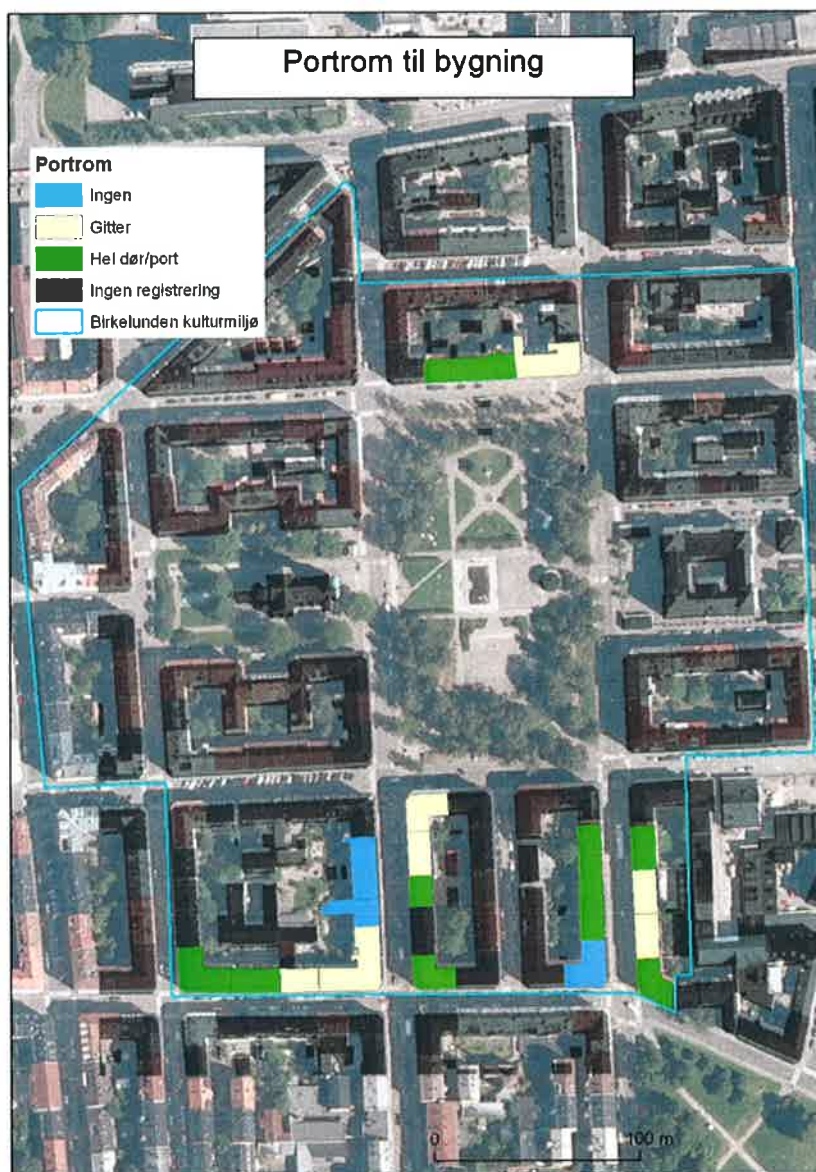 Portrom til bygning
Portrom
Ingen
Gitter
Hel dør/port
Ingen registrering
Birkelunden kulturmiljø
0 100 m